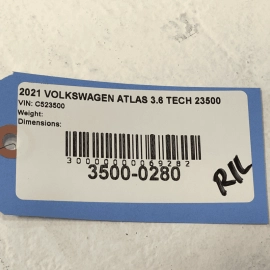 2021 VOLKSWAGEN ATLAS 3.6 TECH 23500
VIN: C523500
Weight:
Dimensions:
3000000069282
3500-0280
R/L